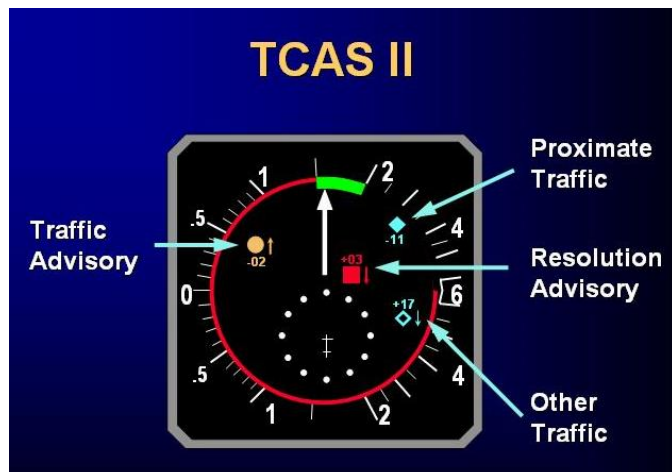 TCAS II
Proximate
Traffic
Traffic
Advisory
Resolution
Advisory
Other
Traffic
1
2
.5
4
-11
-02
+03
0
6
+17
.5
4
1
2